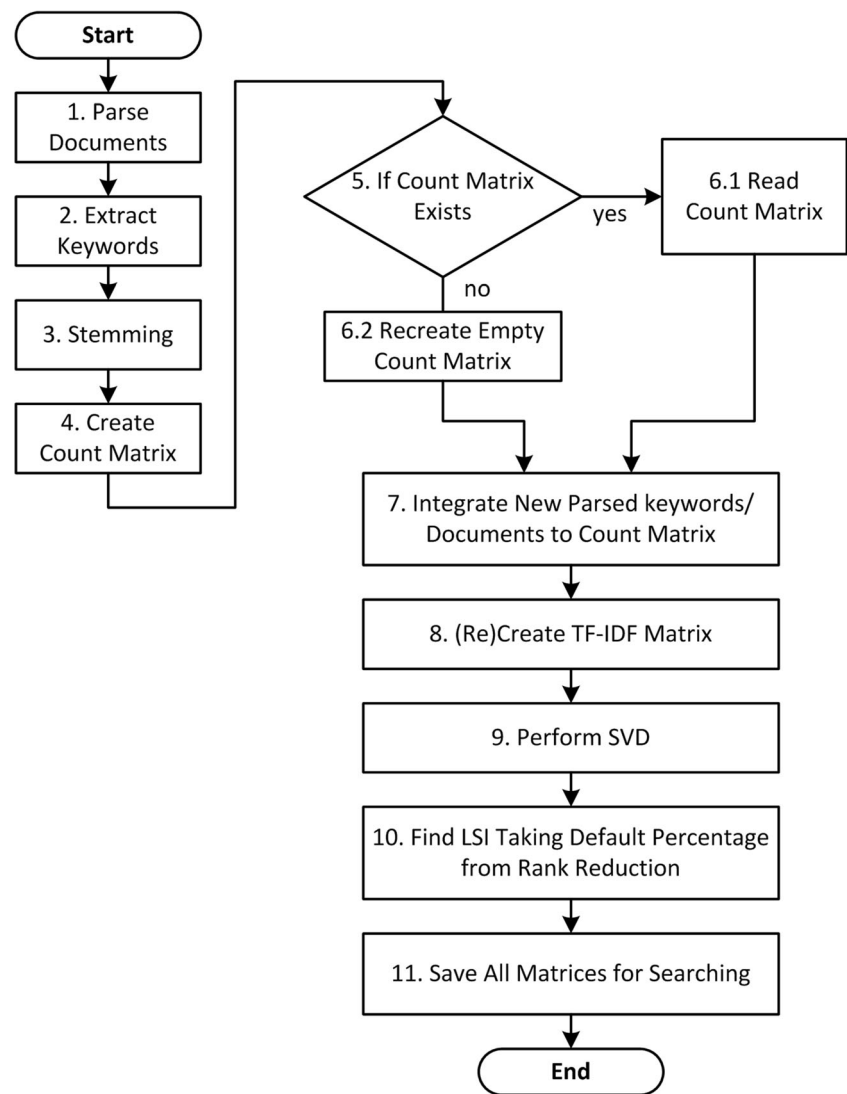 Start
1. Parse
Documents
2. Extract
Keywords
3. Stemming
4. Create
Count Matrix
5. If Count Matrix
Exists
yes
no
6.1 Read
Count Matrix
6.2 Recreate Empty
Count Matrix
7. Integrate New Parsed keywords/
Documents to Count Matrix
8. (Re)Create TF-IDF Matrix
9. Perform SVD
10. Find LSI Taking Default Percentage
from Rank Reduction
11. Save All Matrices for Searching
End